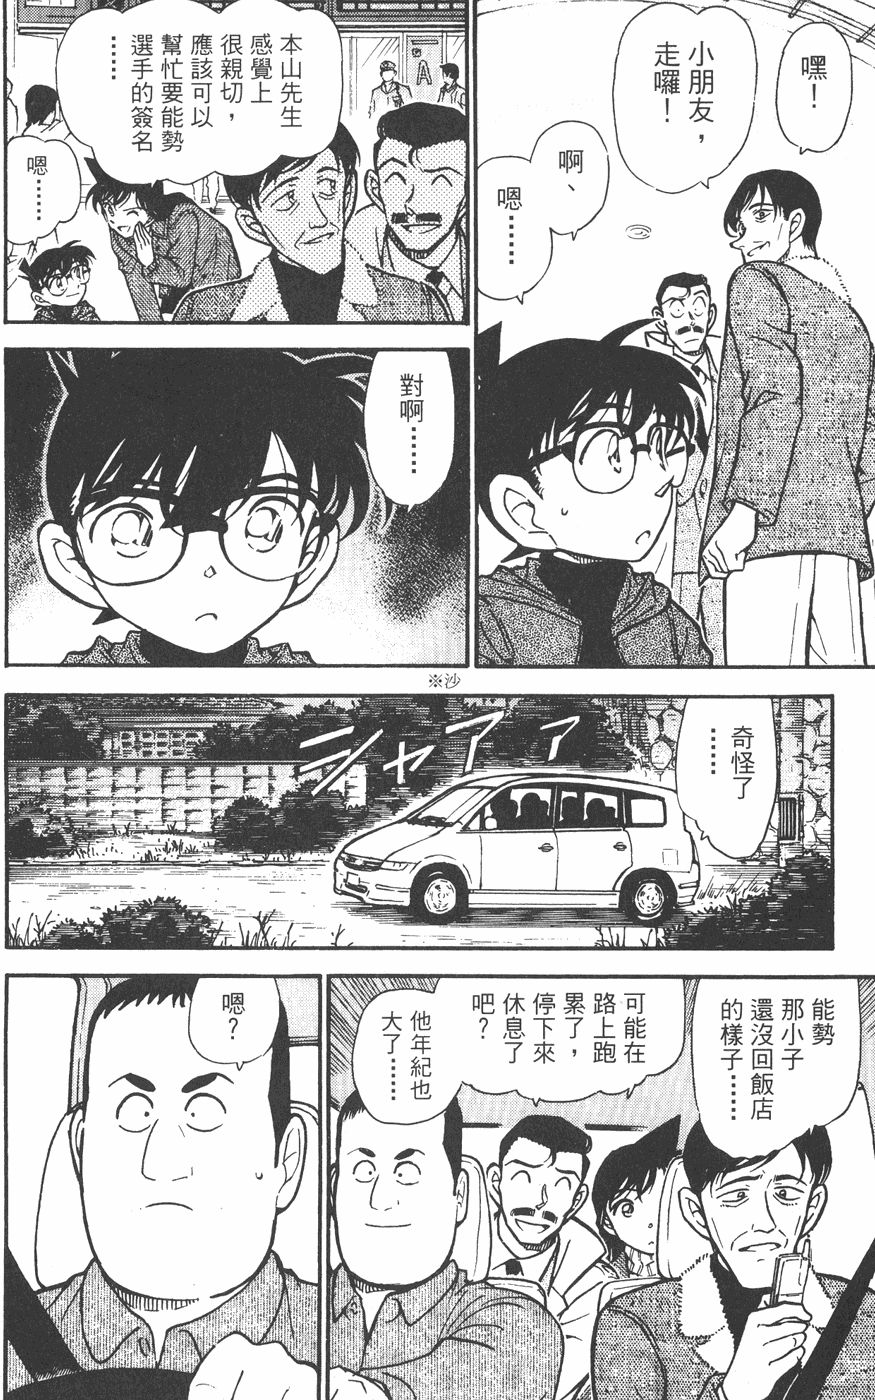 嘿！
小朋友，
走囉！
啊、
嗯……
本山先生
感覺上
很親切，
應該可以
幫忙要能勢
選手的簽名
……
嗯……
A
對啊……
※沙
奇怪了
……
シャアア
能勢
那小子
還沒回飯店
的樣子……
可能在
路上跑
累了，
停下來
休息了
吧？
他年紀也
大了……
嗯？